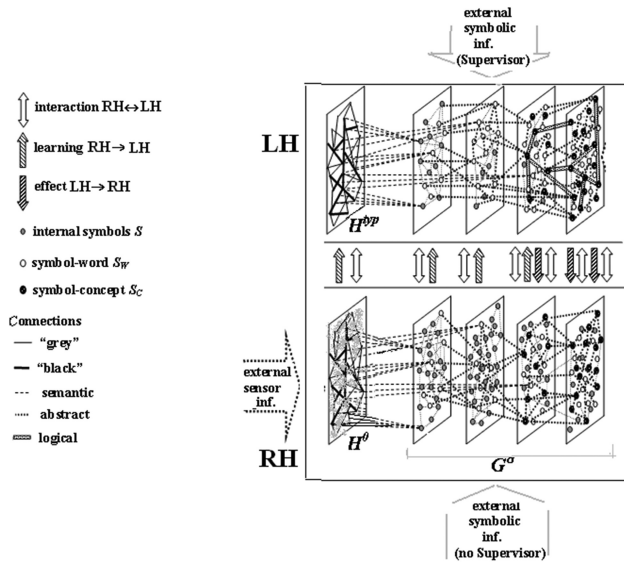 external
symbolic
inf.
(Supervisor)
interaction RH↔LH
learning RH→LH
effect LH→RH
internal symbols S
symbol-word S_W
symbol-concept S_C
Connections
“grey”
“black”
semantic
abstract
logical
LH
H^typ
external
sensor
inf.
RH
H^θ
G^σ
external
symbolic
inf.
(no Supervisor)